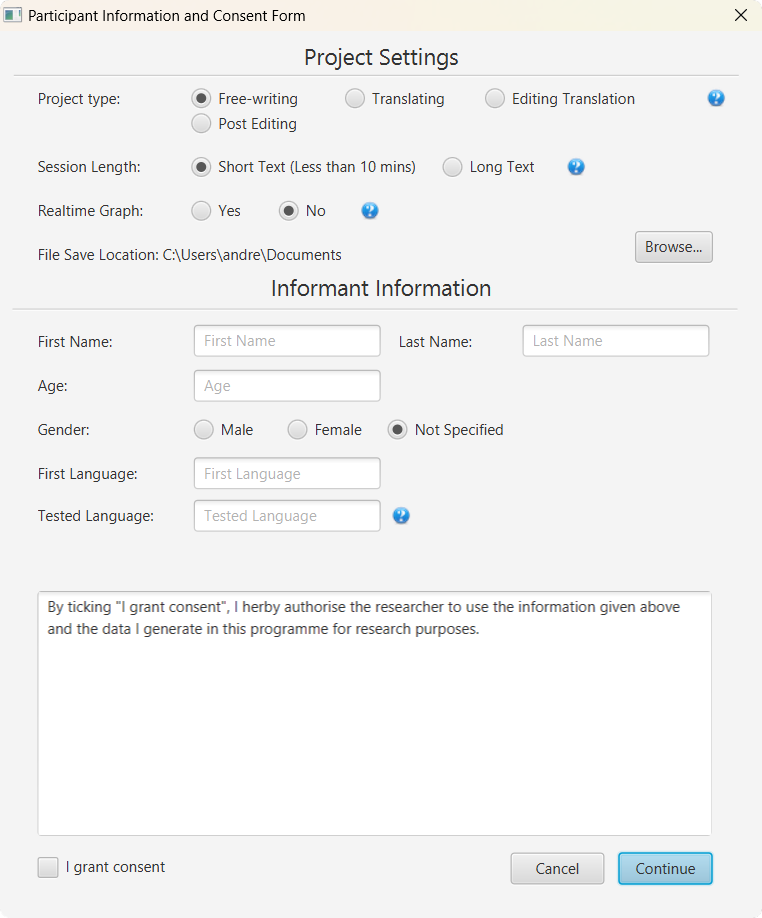 Participant Information and Consent Form
Project Settings
Project type: Free-writing Translating Editing Translation ?
Post Editing
Session Length: Short Text (Less than 10 mins) Long Text ?
Realtime Graph: Yes No ?
File Save Location: C:\Users\andre\Documents Browse...
Informant Information
First Name: First Name Last Name: Last Name
Age: Age
Gender: Male Female Not Specified
First Language: First Language
Tested Language: Tested Language ?
By ticking "I grant consent", I herby authorise the researcher to use the information given above
and the data I generate in this programme for research purposes.
I grant consent Cancel Continue